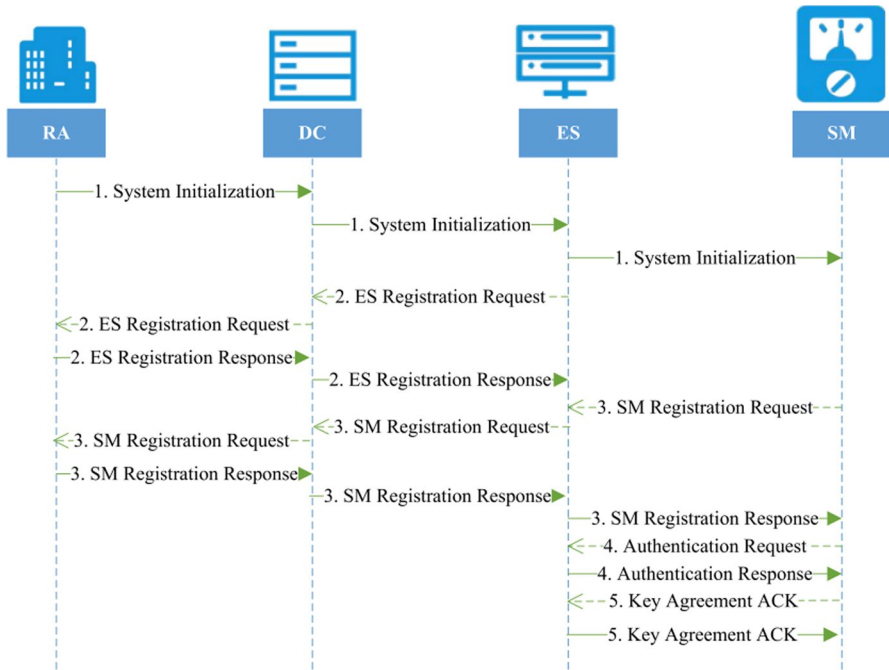 RA
DC
ES
SM
1. System Initialization
1. System Initialization
1. System Initialization
2. ES Registration Request
2. ES Registration Request
2. ES Registration Response
2. ES Registration Response
3. SM Registration Request
3. SM Registration Request
3. SM Registration Request
3. SM Registration Response
3. SM Registration Response
3. SM Registration Response
4. Authentication Request
4. Authentication Response
5. Key Agreement ACK
5. Key Agreement ACK